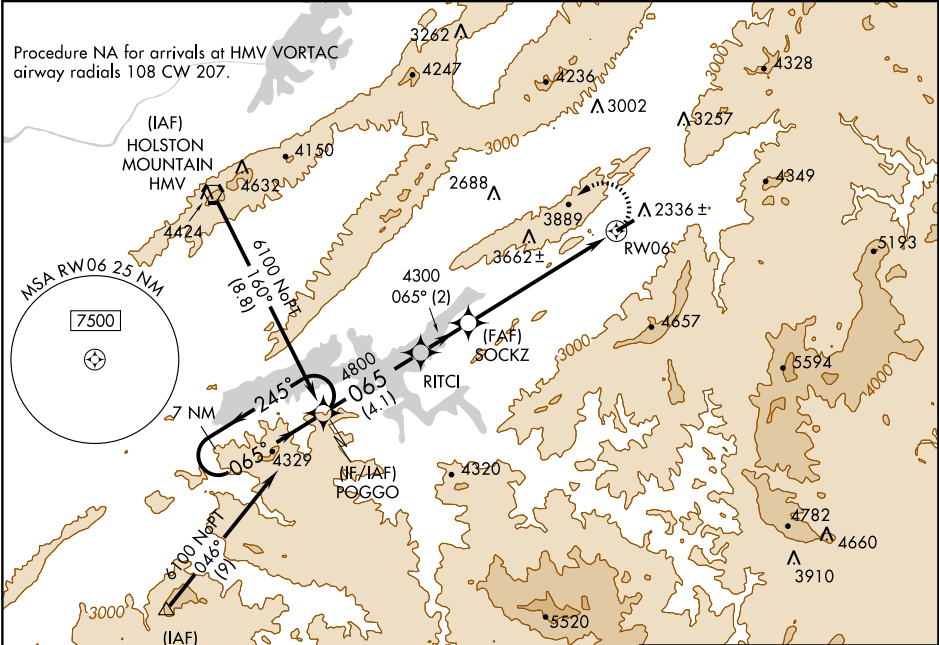 Procedure NA for arrivals at HMV VORTAC
airway radials 108 CW 207.
3262
4247
4236
3002
3000
4328
3257
(IAF)
HOLSTON
MOUNTAIN
HMV
4150
4632
4424
3000
2688
4349
3889
2336 ±
3662 ±
RW06
5193
MSA RW06 25 NM
7500
6100 NoPT
160°
(8.8)
4300
065° (2)
(FAF)
SOCKZ
RITCI
4657
3000
5594
4000
4800
065
(4.1)
245°
7 NM
065°
4329
(IF/IAF)
POGGO
4320
6100 NoPT
046°
(9)
4782
4660
3910
3000
(IAF)
5520